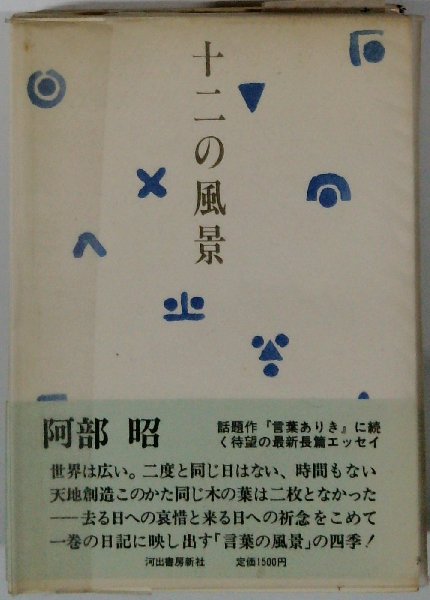 十二の風景
阿部 昭
話題作『言葉ありき』に続
く待望の最新長篇エッセイ
世界は広い。二度と同じ日はない、時間もない
天地創造このかた同じ木の葉は二枚となかった
──去る日への哀惜と来る日への祈念をこめて
一巻の日記に映し出す「言葉の風景」の四季!
河出書房新社 定価1500円